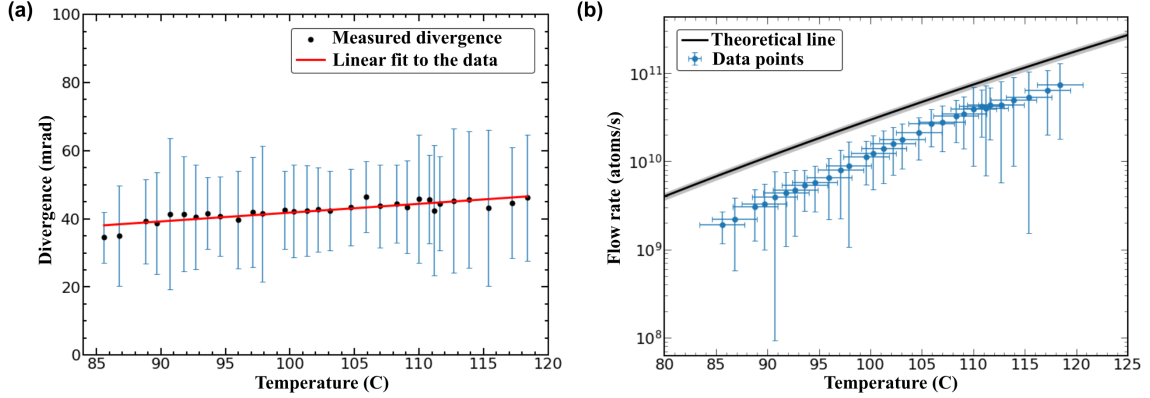 (a)
100
80
60
40
20
0
85
90
95
100
105
110
115
120
Divergence (mrad)
Temperature (C)
Measured divergence
Linear fit to the data
(b)
10¹¹
10¹⁰
10⁹
10⁸
80
85
90
95
100
105
110
115
120
125
Flow rate (atoms/s)
Temperature (C)
Theoretical line
Data points